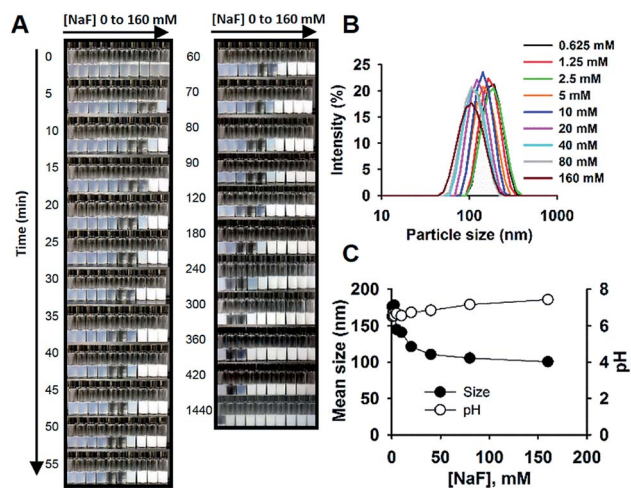 A
[NaF] 0 to 160 mM
[NaF] 0 to 160 mM
Time (min)
0
5
10
15
20
25
30
35
40
45
50
55
60
70
80
90
120
180
240
300
360
420
1440
B
Intensity (%)
25
20
15
10
5
0
10
100
1000
Particle size (nm)
0.625 mM
1.25 mM
2.5 mM
5 mM
10 mM
20 mM
40 mM
80 mM
160 mM
C
Mean size (nm)
200
150
100
50
0
8
6
4
2
0
pH
Size
pH
0
50
100
150
200
[NaF], mM